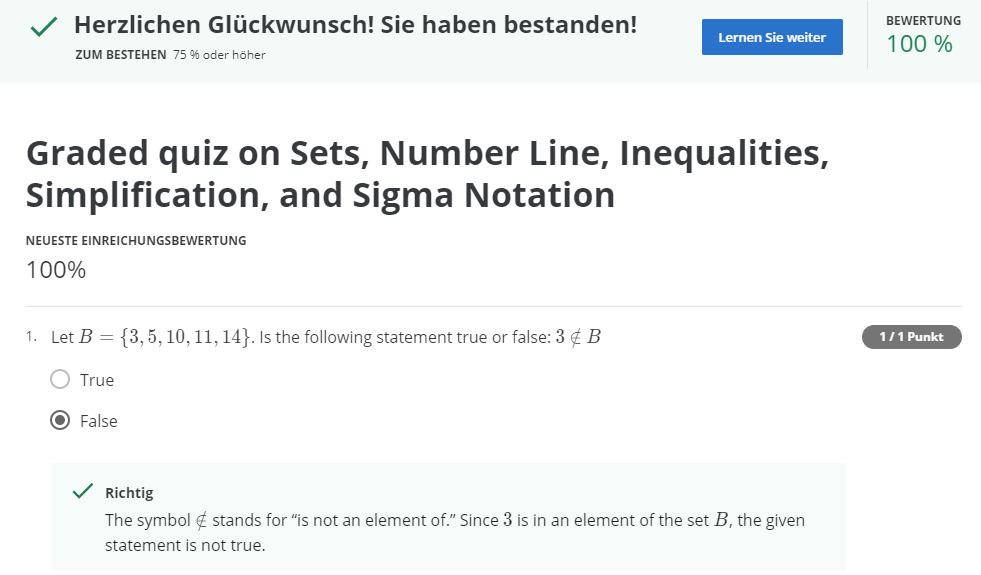 Herzlichen Glückwunsch! Sie haben bestanden!
ZUM BESTEHEN 75 % oder höher
Lernen Sie weiter
BEWERTUNG
100 %
Graded quiz on Sets, Number Line, Inequalities,
Simplification, and Sigma Notation
NEUESTE EINREICHUNGSBEWERTUNG
100%
1. Let B = {3, 5, 10, 11, 14}. Is the following statement true or false: 3 ∉ B
1 / 1 Punkt
True
False
Richtig
The symbol ∉ stands for “is not an element of.” Since 3 is in an element of the set B, the given
statement is not true.